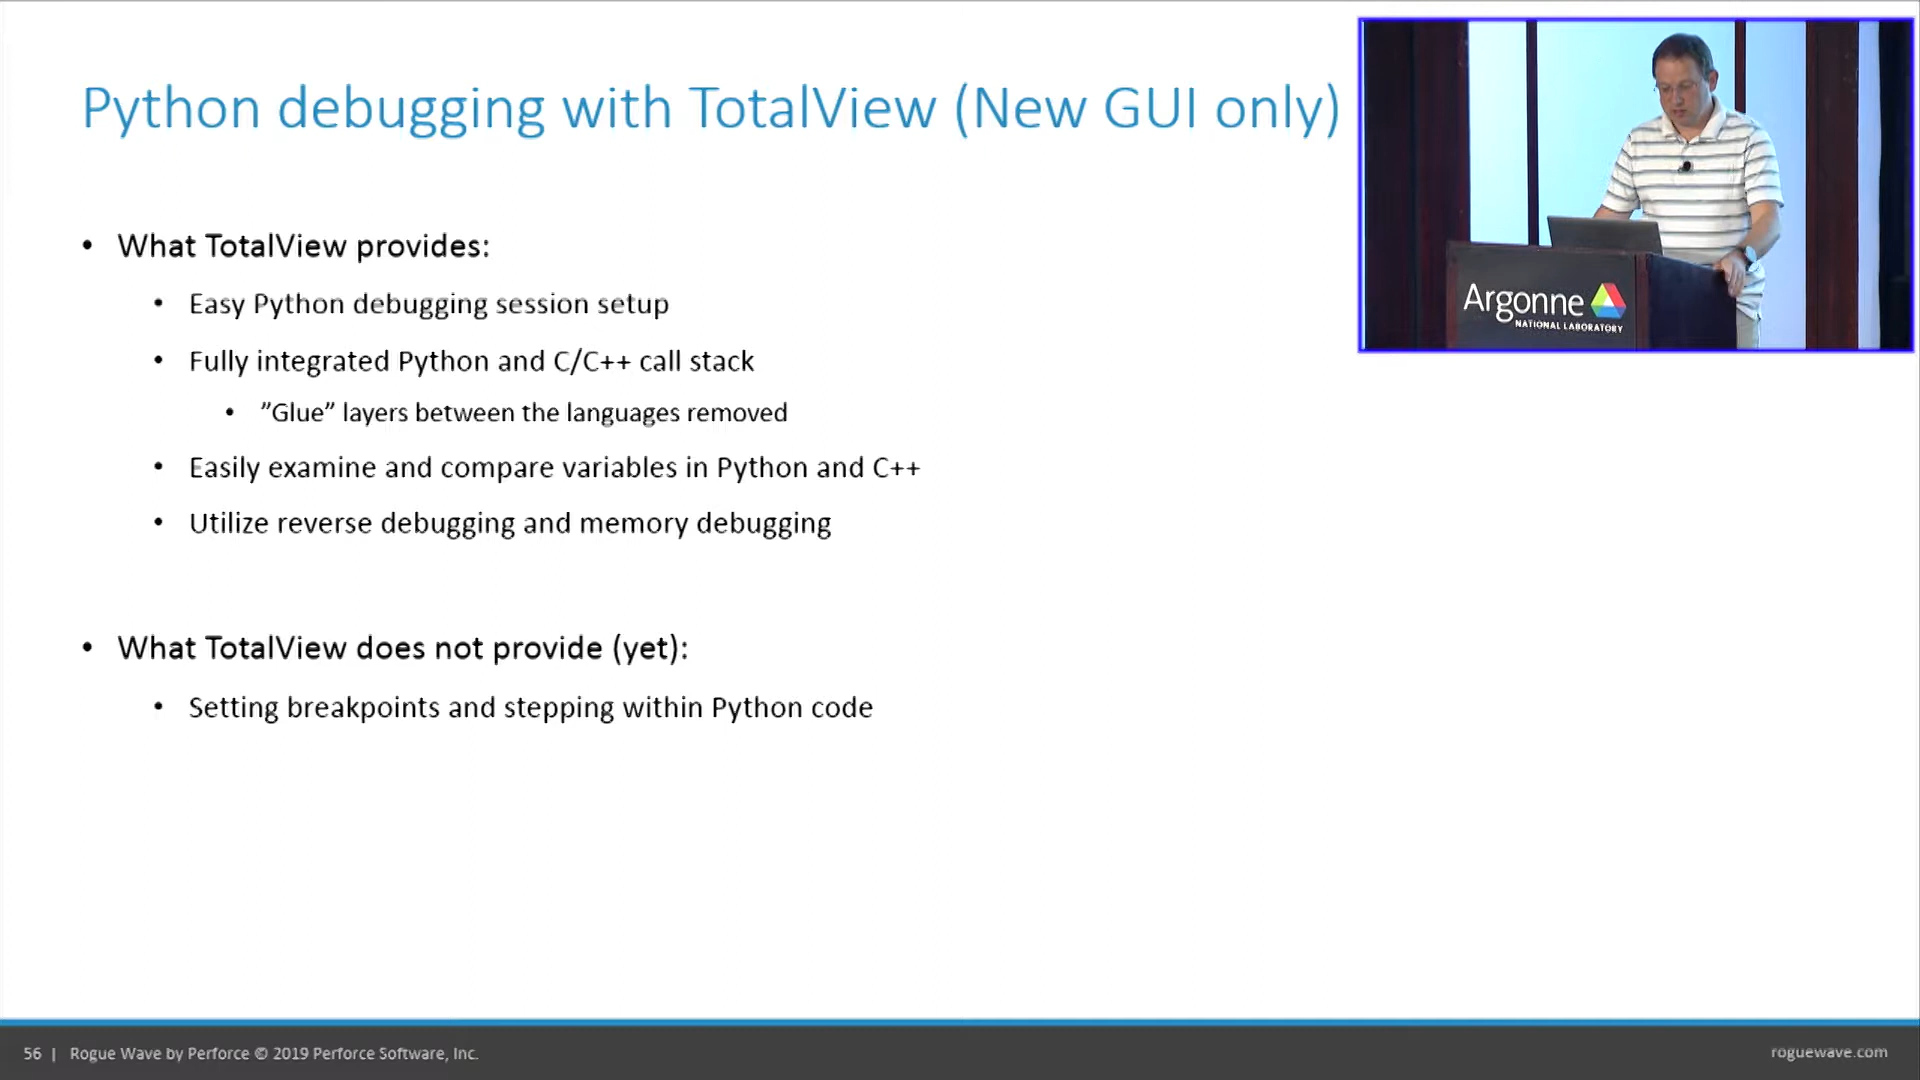 Python debugging with TotalView (New GUI only)
• What TotalView provides:
• Easy Python debugging session setup
• Fully integrated Python and C/C++ call stack
• ”Glue” layers between the languages removed
• Easily examine and compare variables in Python and C++
• Utilize reverse debugging and memory debugging
• What TotalView does not provide (yet):
• Setting breakpoints and stepping within Python code
Argonne
NATIONAL LABORATORY
56 | Rogue Wave by Perforce © 2019 Perforce Software, Inc.
roguewave.com